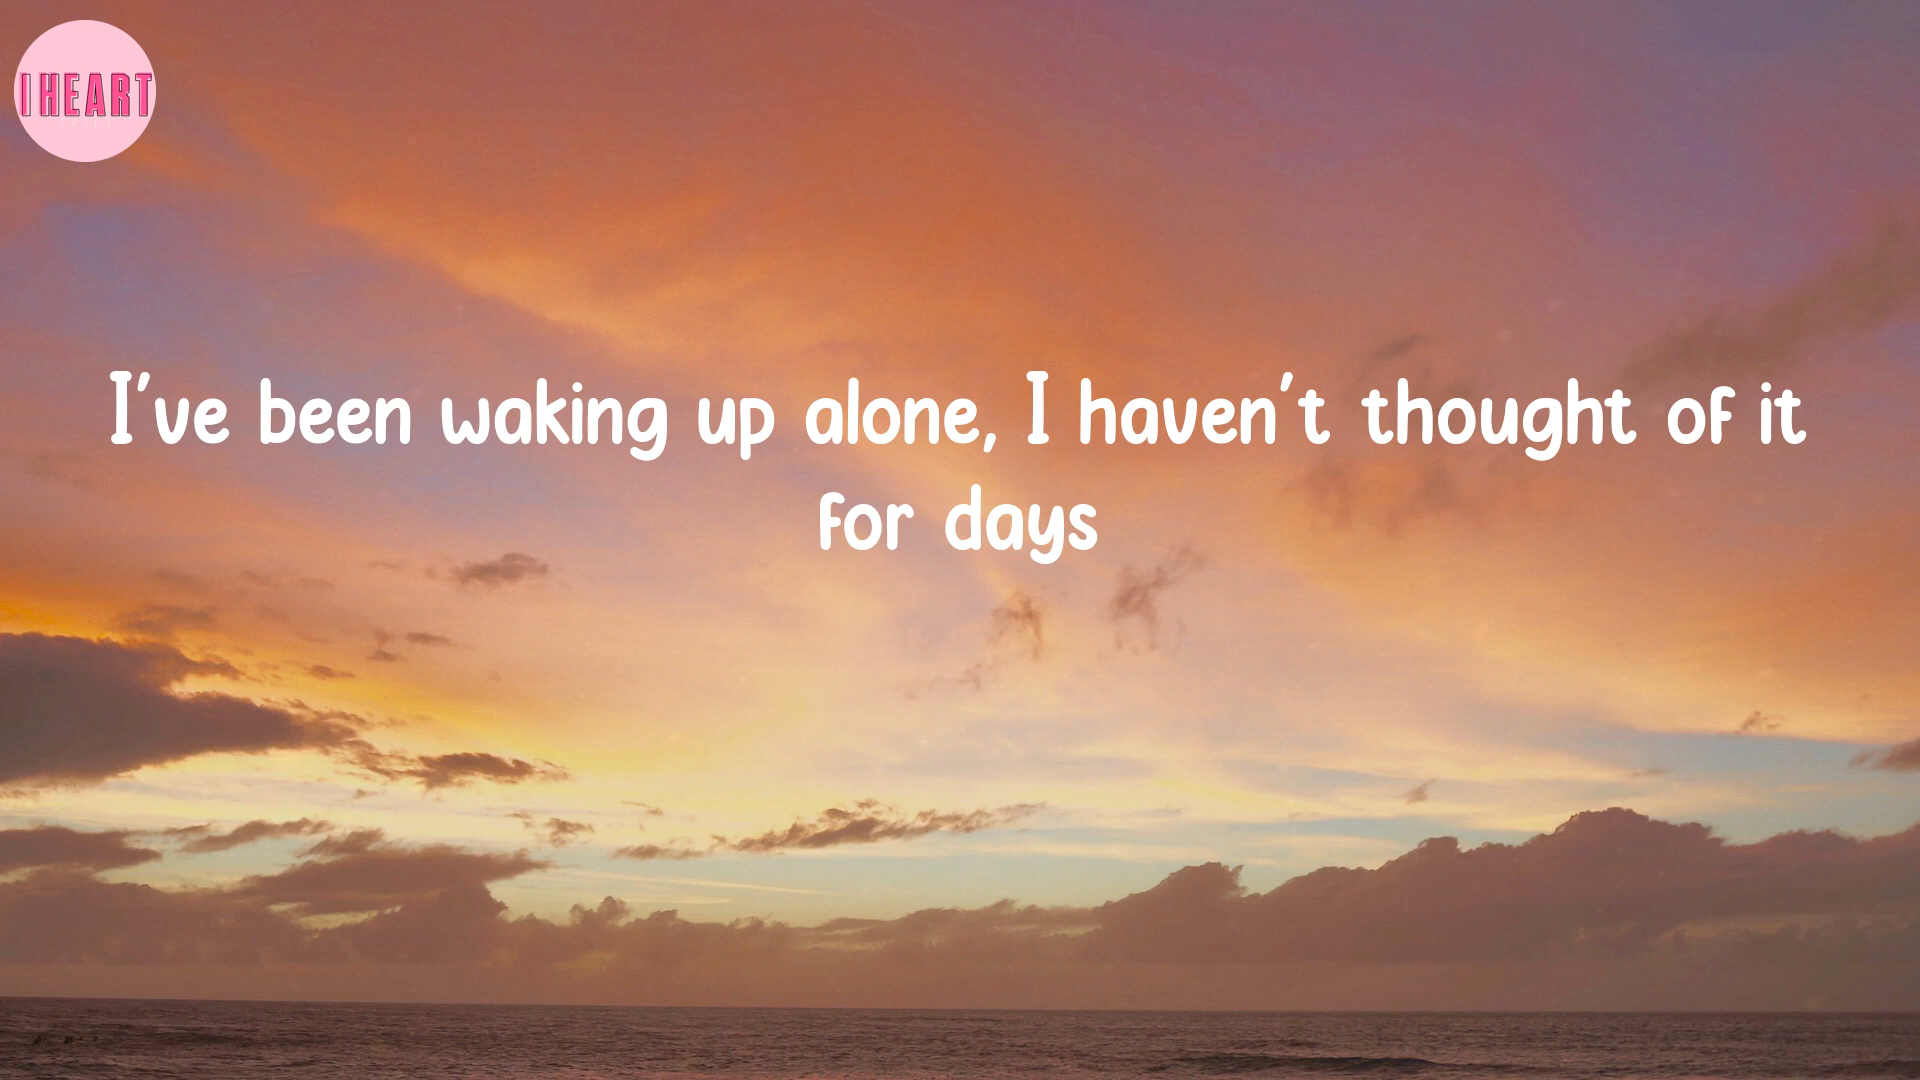 I HEART
I've been waking up alone, I haven't thought of it
for days